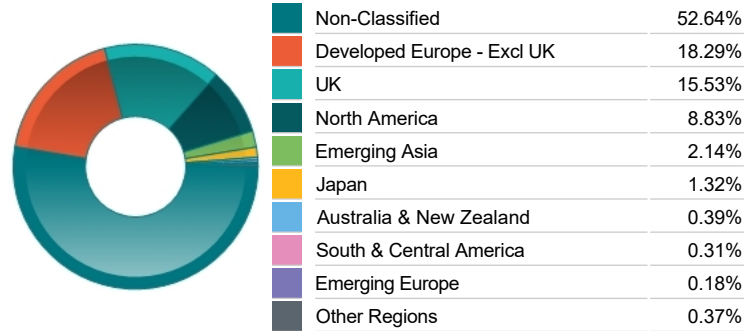 Non-Classified 52.64%
Developed Europe - Excl UK 18.29%
UK 15.53%
North America 8.83%
Emerging Asia 2.14%
Japan 1.32%
Australia & New Zealand 0.39%
South & Central America 0.31%
Emerging Europe 0.18%
Other Regions 0.37%